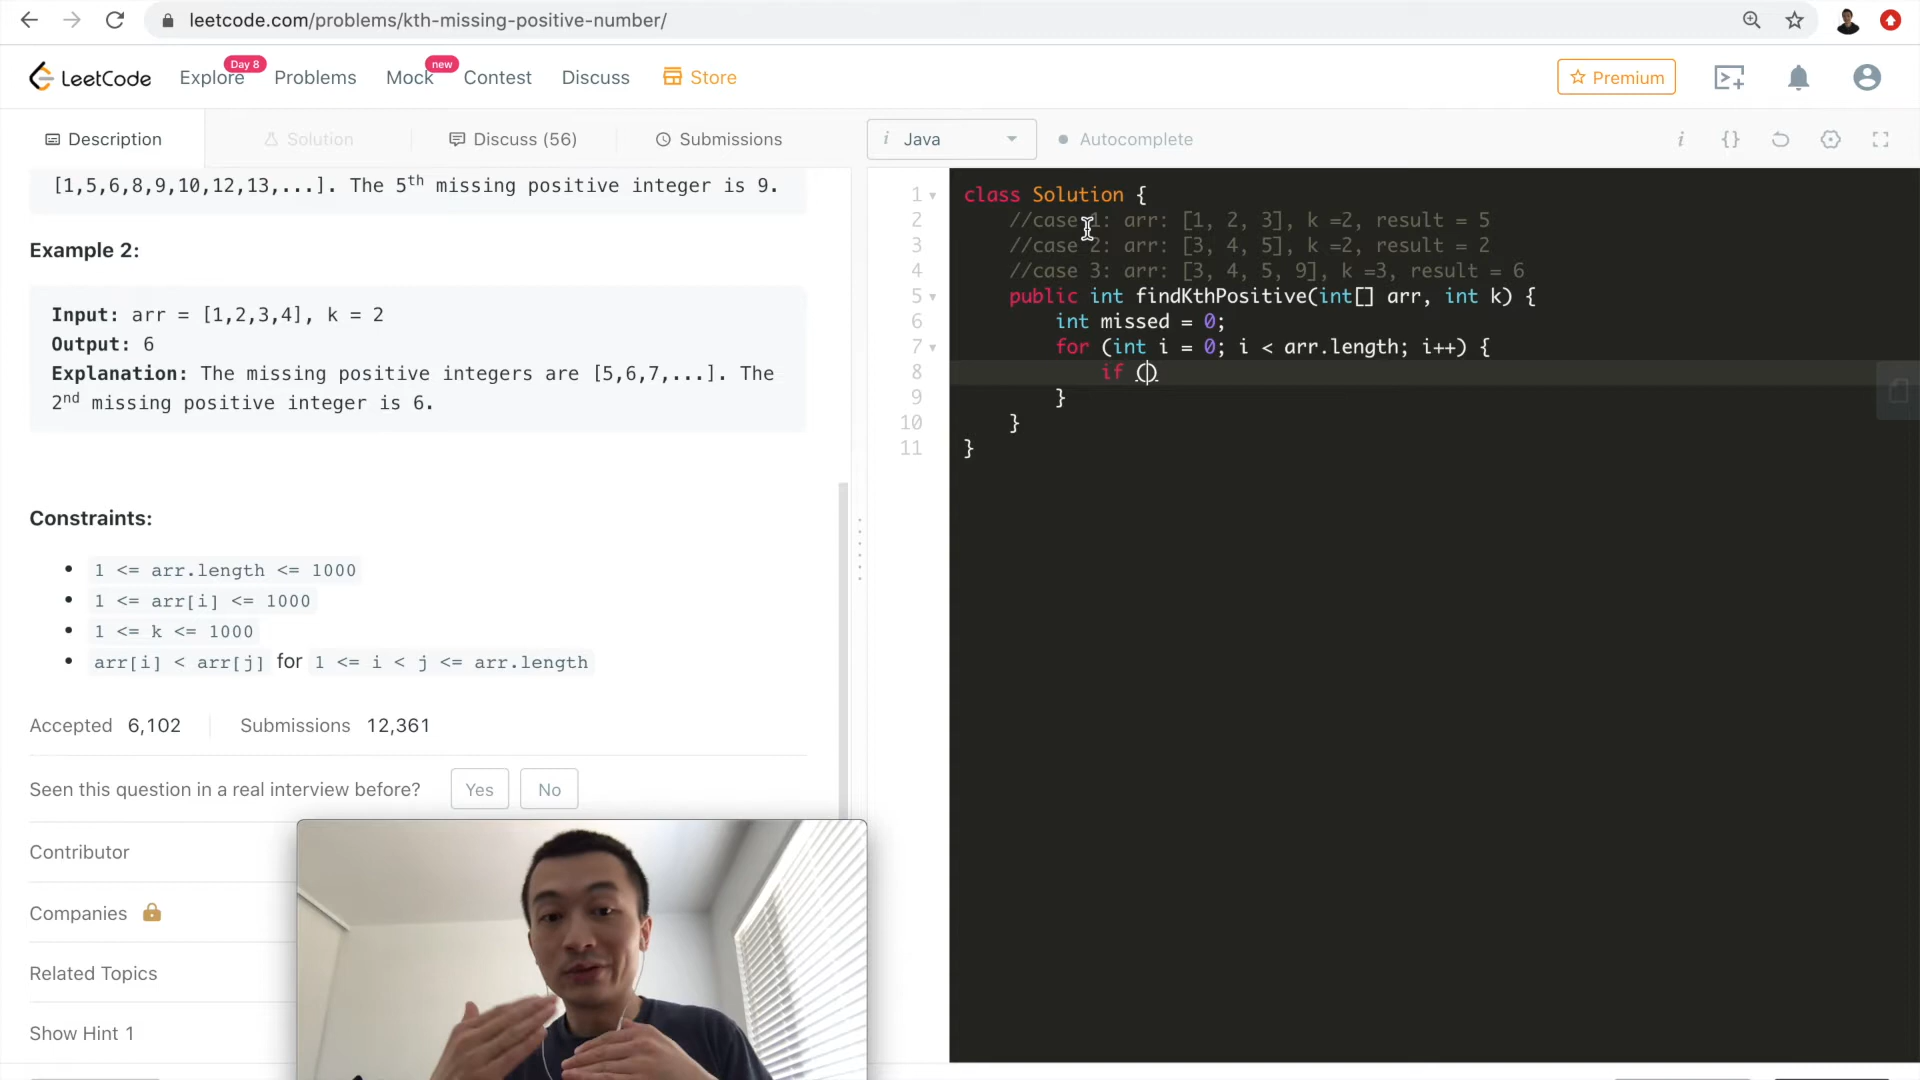 leetcode.com/problems/kth-missing-positive-number/
LeetCode
Explore
Day 8
Problems
Mock
new
Contest
Discuss
Store
Premium
Description
Solution
Discuss (56)
Submissions
i Java
Autocomplete
[1,5,6,8,9,10,12,13,...]. The 5th missing positive integer is 9.
Example 2:
Input: arr = [1,2,3,4], k = 2
Output: 6
Explanation: The missing positive integers are [5,6,7,...]. The
2nd missing positive integer is 6.
Constraints:
1 <= arr.length <= 1000
1 <= arr[i] <= 1000
1 <= k <= 1000
arr[i] < arr[j] for 1 <= i < j <= arr.length
Accepted 6,102 Submissions 12,361
Seen this question in a real interview before? Yes No
Contributor
Companies
Related Topics
Show Hint 1
1 class Solution {
2 //case 1: arr: [1, 2, 3], k =2, result = 5
3 //case 2: arr: [3, 4, 5], k =2, result = 2
4 //case 3: arr: [3, 4, 5, 9], k =3, result = 6
5 public int findKthPositive(int[] arr, int k) {
6 int missed = 0;
7 for (int i = 0; i < arr.length; i++) {
8 if ()
9 }
10 }
11 }